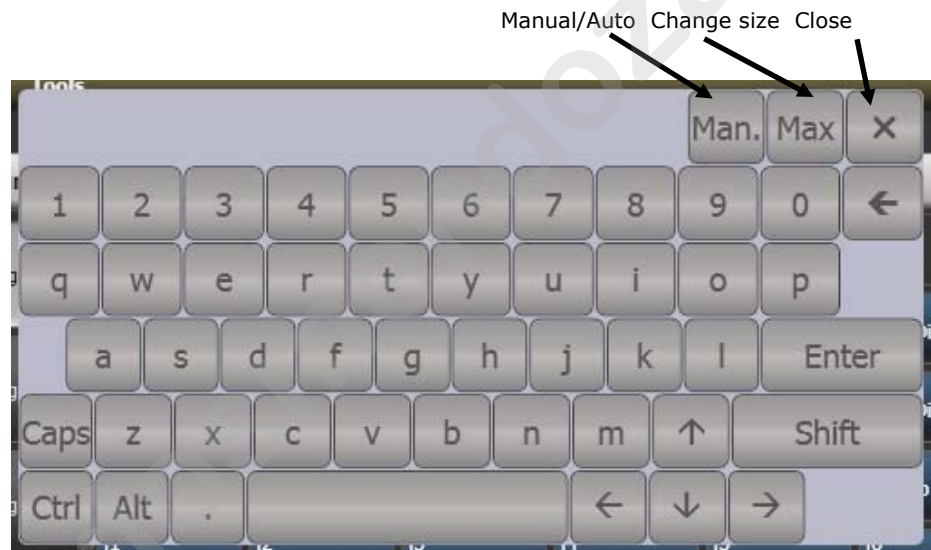 Manual/Auto Change size Close
Tools
Man. Max ×
1 2 3 4 5 6 7 8 9 0 ←
q w e r t y u i o p
a s d f g h j k l Enter
Caps z x c v b n m ↑ Shift
Ctrl Alt . ← ↓ →